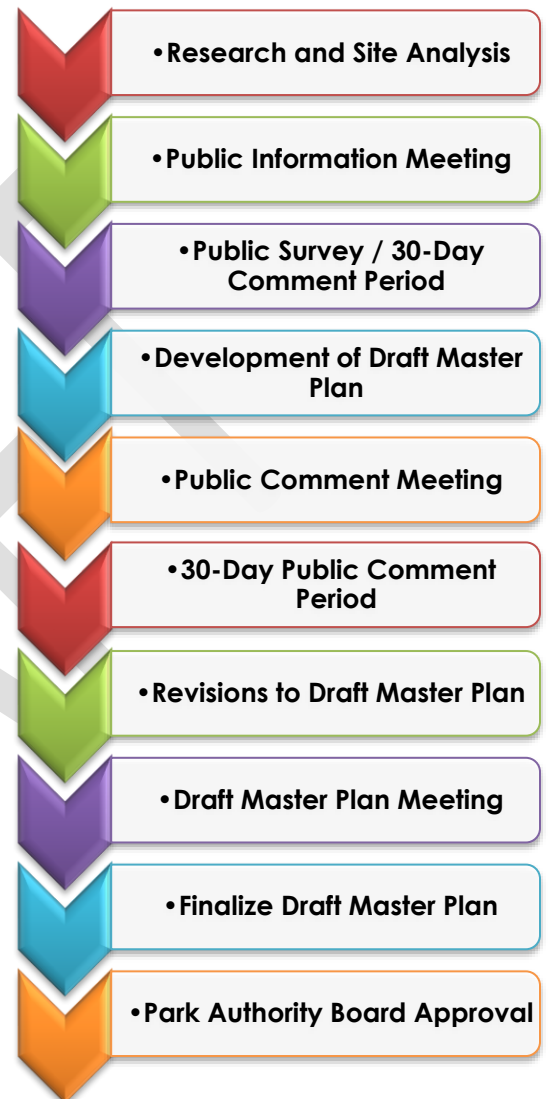 •Research and Site Analysis
•Public Information Meeting
•Public Survey / 30-Day
Comment Period
•Development of Draft Master
Plan
•Public Comment Meeting
•30-Day Public Comment
Period
•Revisions to Draft Master Plan
•Draft Master Plan Meeting
•Finalize Draft Master Plan
•Park Authority Board Approval